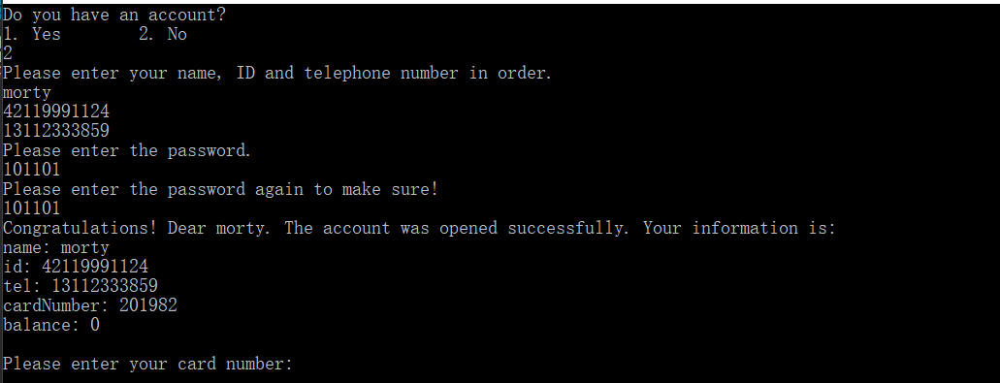 Do you have an account?
1. Yes 2. No
2
Please enter your name, ID and telephone number in order.
morty
42119991124
13112333859
Please enter the password.
101101
Please enter the password again to make sure!
101101
Congratulations! Dear morty. The account was opened successfully. Your information is:
name: morty
id: 42119991124
tel: 13112333859
cardNumber: 201982
balance: 0
Please enter your card number: